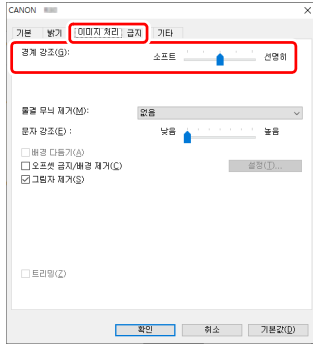 CANON
기본 밝기 이미지 처리 급지 기타
경계 강조(G): 소프트 선명히
물결 무늬 제거(M): 없음
문자 강조(E) : 낮음 높음
배경 다듬기(A)
오프셋 금지/배경 제거(C) 설정(T)...
그림자 제거(S)
트리밍(Z)
확인 취소 기본값(D)